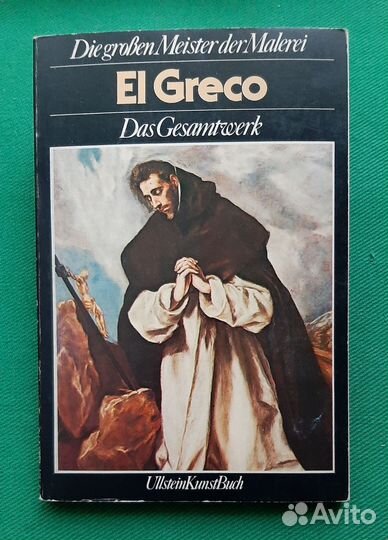 Die großen Meister der Malerei
El Greco
Das Gesamtwerk
UllsteinKunstBuch
Avito